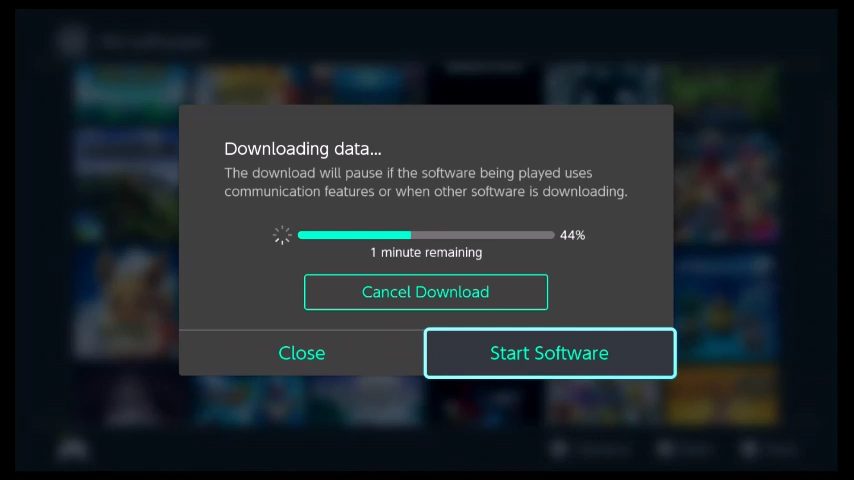 Downloading data...
The download will pause if the software being played uses
communication features or when other software is downloading.
44%
1 minute remaining
Cancel Download
Close
Start Software